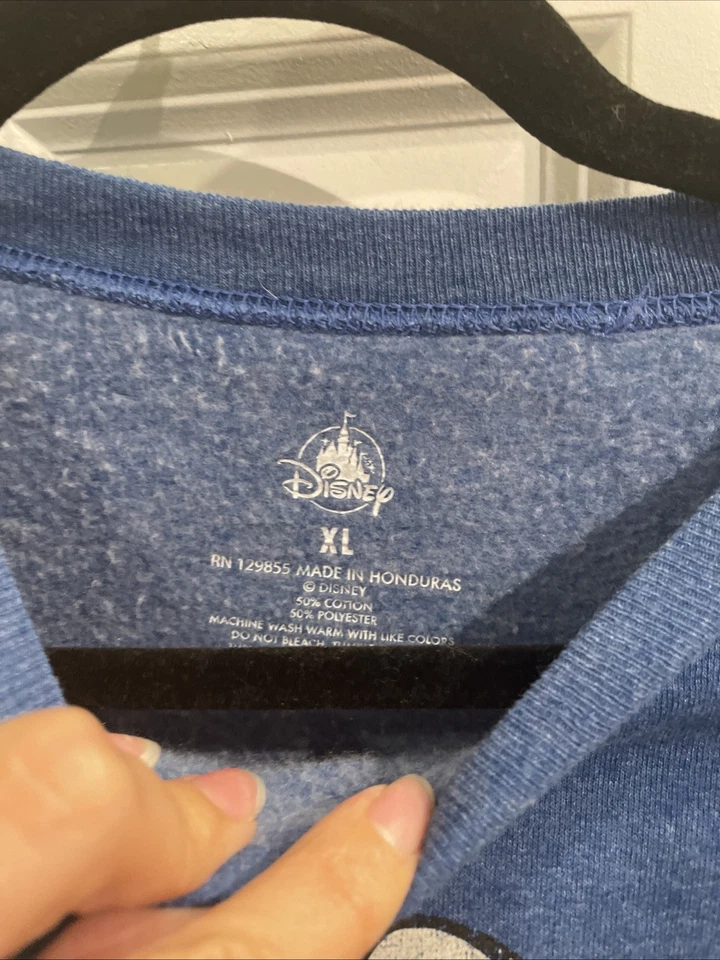 Disney
XL
RN 129855 MADE IN HONDURAS
© DISNEY
50% COTTON
50% POLYESTER
MACHINE WASH WARM WITH LIKE COLORS
DO NOT BLEACH,